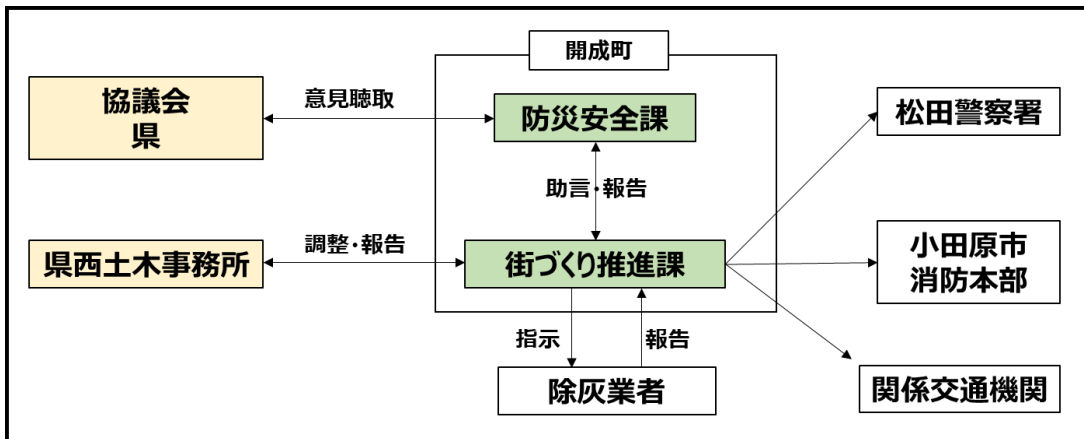 開成町
協議会
県
意見聴取
防災安全課
松田警察署
助言・報告
県西土木事務所
調整・報告
街づくり推進課
小田原市
消防本部
指示
報告
除灰業者
関係交通機関